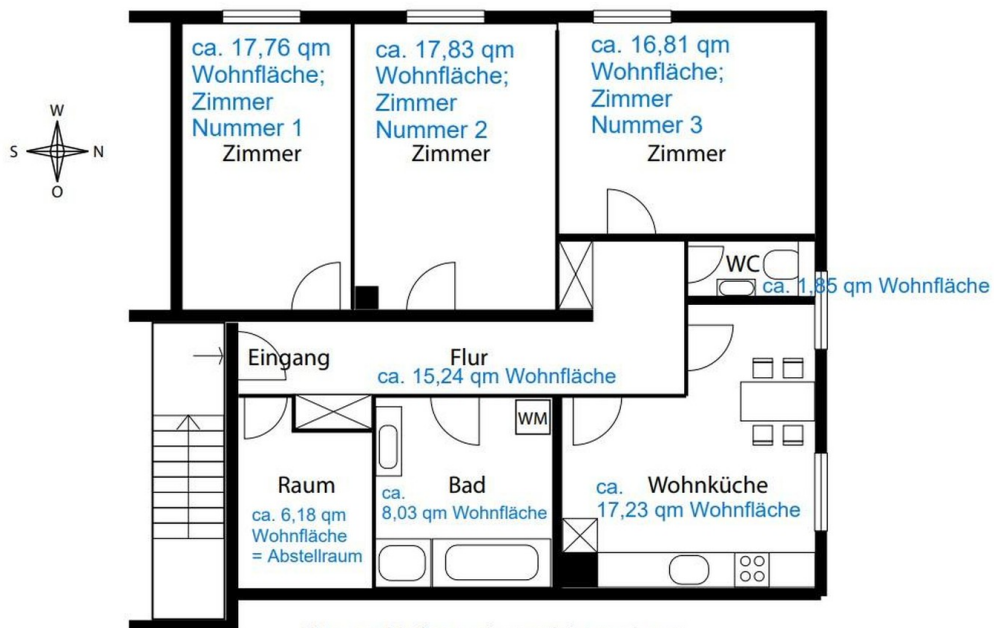 ca. 17,76 qm
Wohnfläche;
Zimmer
Nummer 1
Zimmer
ca. 17,83 qm
Wohnfläche;
Zimmer
Nummer 2
Zimmer
ca. 16,81 qm
Wohnfläche;
Zimmer
Nummer 3
Zimmer
W
S N
O
WC
ca. 1,85 qm Wohnfläche
Eingang
Flur
ca. 15,24 qm Wohnfläche
WM
Raum
ca. 6,18 qm
Wohnfläche
= Abstellraum
Bad
ca.
8,03 qm Wohnfläche
Wohnküche
ca.
17,23 qm Wohnfläche